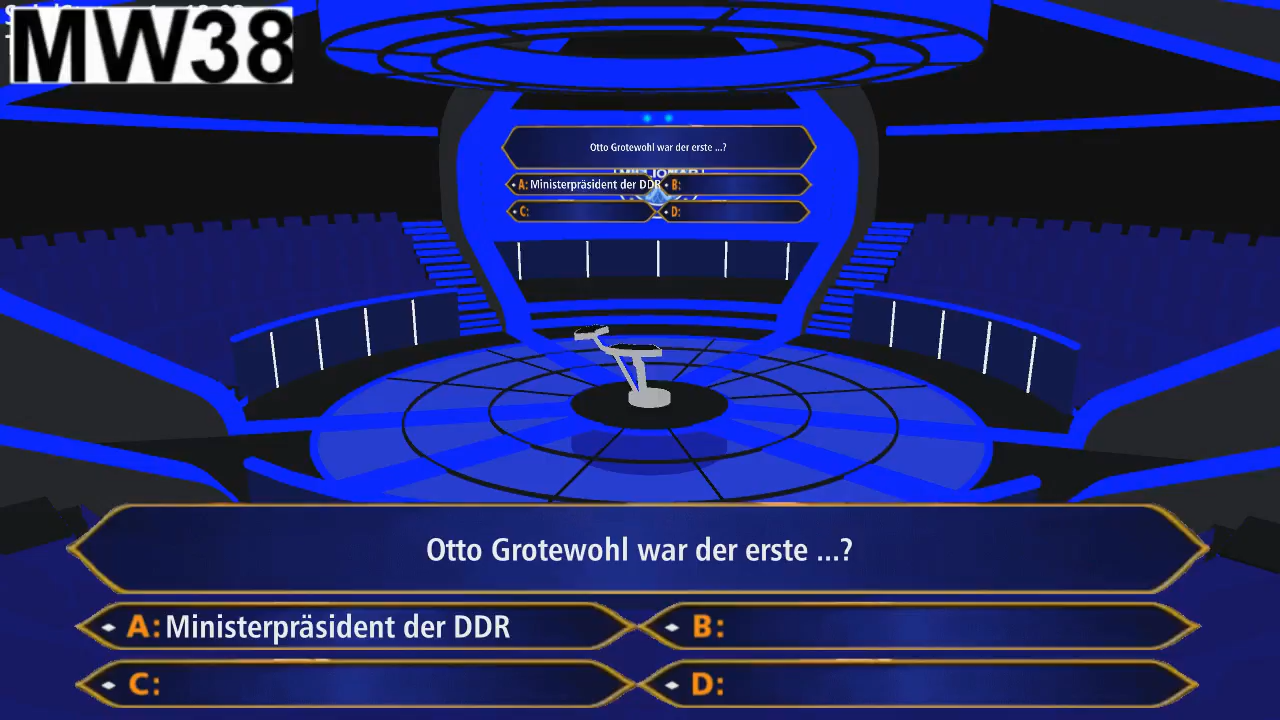 MW38
Otto Grotewohl war der erste ...?
A: Ministerpräsident der DDR
B:
C:
D:
Otto Grotewohl war der erste ...?
A: Ministerpräsident der DDR
B:
C:
D: